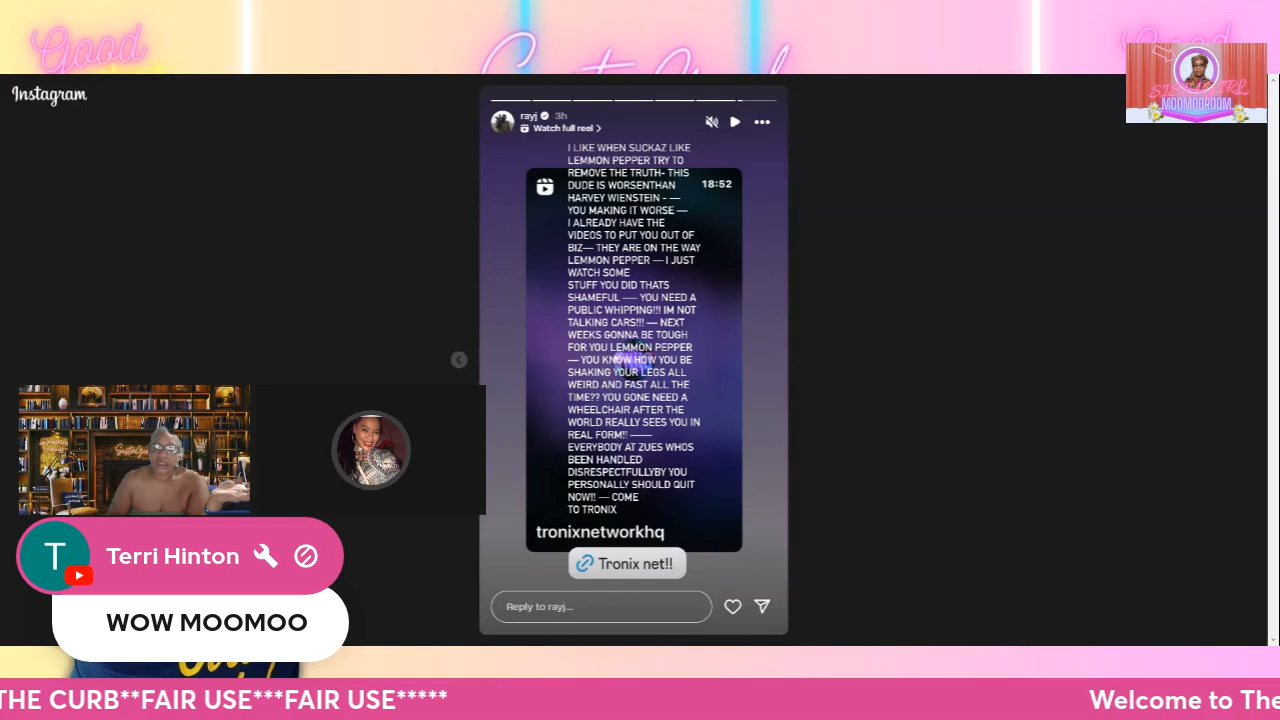 Good
Good
Instagram
rayj 3h
Watch full reel
MOOMOOROOM
I LIKE WHEN SUCKAZ LIKE
LEMMON PEPPER TRY TO
REMOVE THE TRUTH- THIS
DUDE IS WORSENTHAN
HARVEY WIENSTEIN - —
YOU MAKING IT WORSE —
I ALREADY HAVE THE
VIDEOS TO PUT YOU OUT OF
BIZ— THEY ARE ON THE WAY
LEMMON PEPPER — I JUST
WATCH SOME
STUFF YOU DID THATS
SHAMEFUL —– YOU NEED A
PUBLIC WHIPPING!!! IM NOT
TALKING CARS!!! — NEXT
WEEKS GONNA BE TOUGH
FOR YOU LEMMON PEPPER
— YOU KNOW HOW YOU BE
SHAKING YOUR LEGS ALL
WEIRD AND FAST ALL THE
TIME?? YOU GONE NEED A
WHEELCHAIR AFTER THE
WORLD REALLY SEES YOU IN
REAL FORM!! —–
EVERYBODY AT ZUES WHOS
BEEN HANDLED
DISRESPECTFULLYBY YOU
PERSONALLY SHOULD QUIT
NOW!! — COME
TO TRONIX
18:52
tronixnetworkhq
Tronix net!!
Reply to rayj...
T Terri Hinton
WOW MOOMOO
THE CURB**FAIR USE***FAIR USE*****
Welcome to The